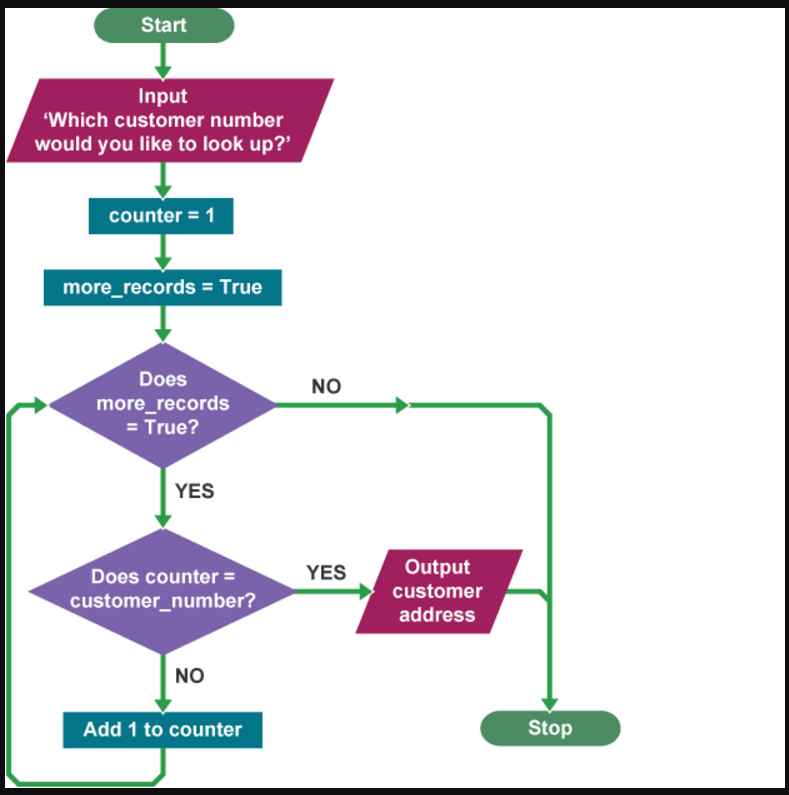 Start
Input
‘Which customer number
would you like to look up?’
counter = 1
more_records = True
Does
more_records
= True?
NO
YES
Does counter =
customer_number?
YES
Output
customer
address
NO
Add 1 to counter
Stop